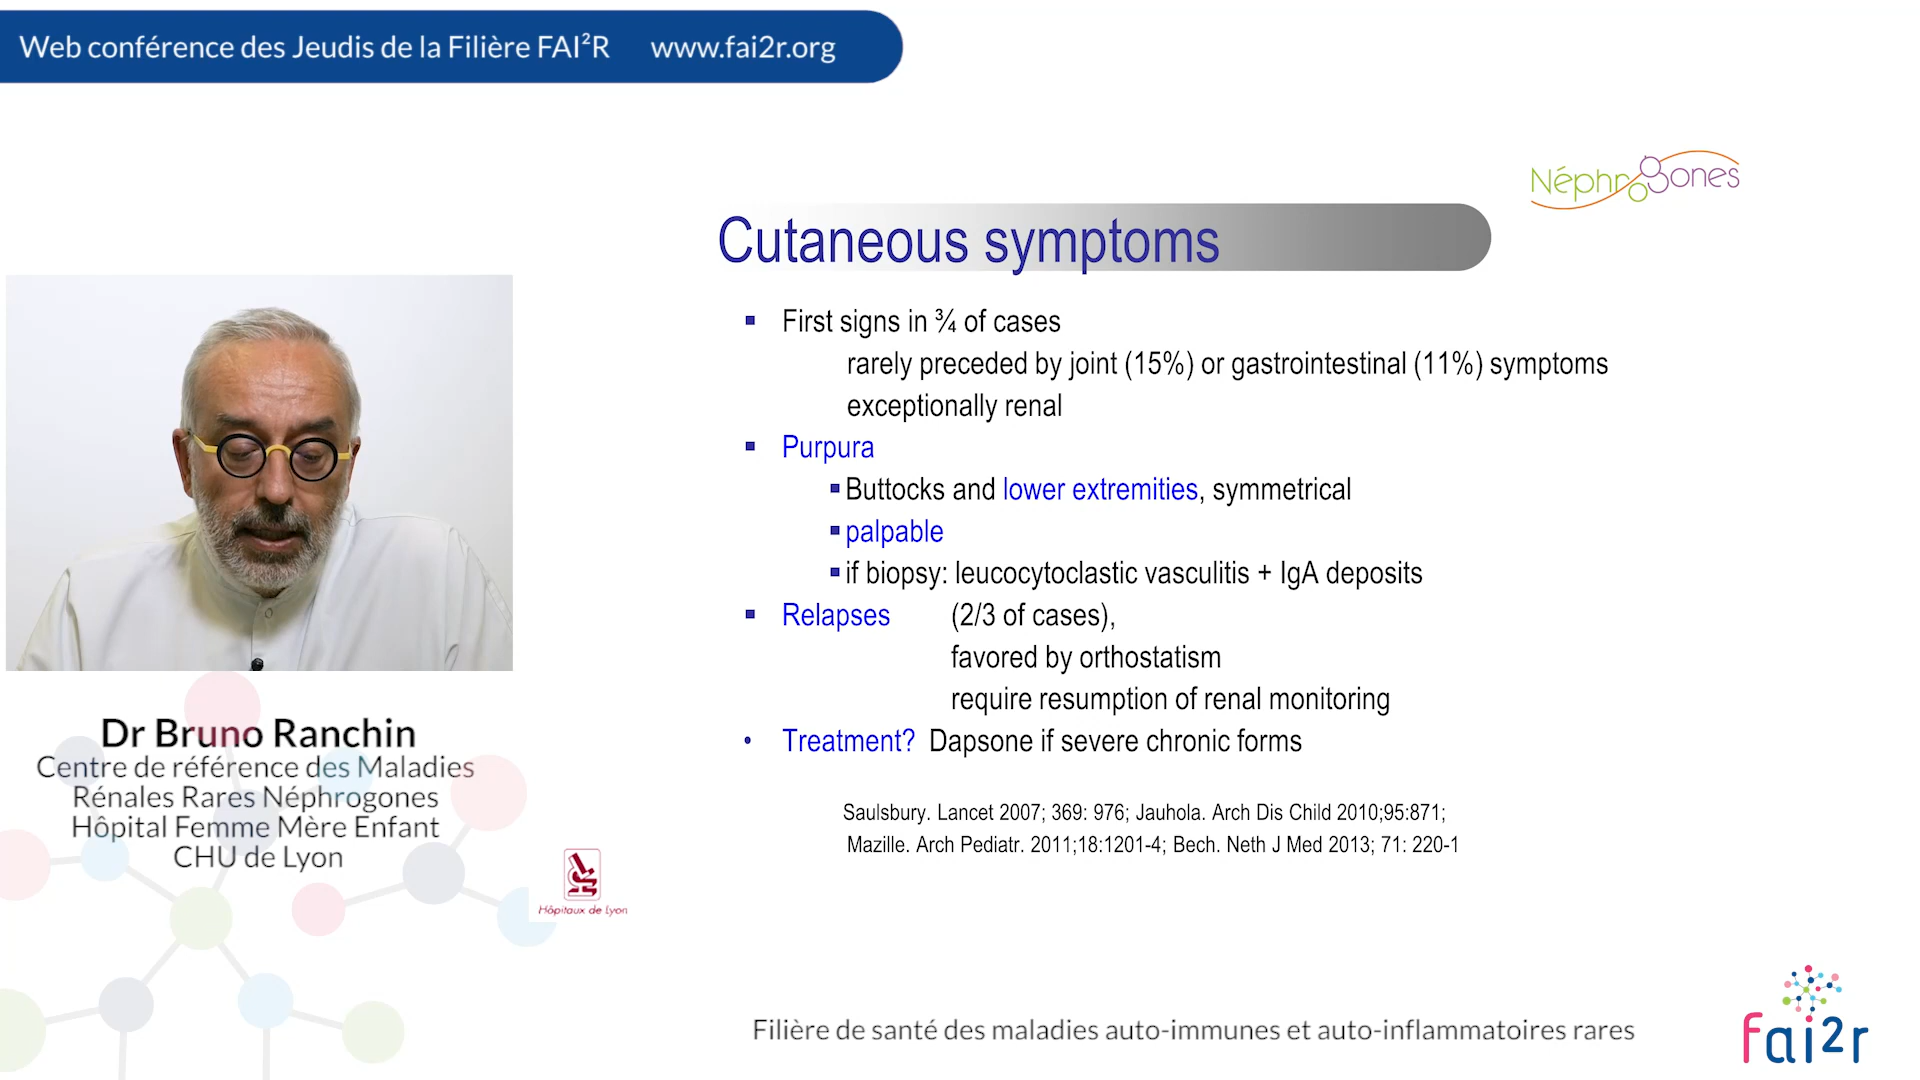 Web conférence des Jeudis de la Filière FAI²R www.fai2r.org
Néphrogones
Cutaneous symptoms
▪ First signs in ¾ of cases
rarely preceded by joint (15%) or gastrointestinal (11%) symptoms
exceptionally renal
▪ Purpura
▪ Buttocks and lower extremities, symmetrical
▪ palpable
▪ if biopsy: leucocytoclastic vasculitis + IgA deposits
▪ Relapses (2/3 of cases),
favored by orthostatism
require resumption of renal monitoring
• Treatment? Dapsone if severe chronic forms
Saulsbury. Lancet 2007; 369: 976; Jauhola. Arch Dis Child 2010;95:871;
Mazille. Arch Pediatr. 2011;18:1201-4; Bech. Neth J Med 2013; 71: 220-1
Dr Bruno Ranchin
Centre de référence des Maladies
Rénales Rares Néphrogones
Hôpital Femme Mère Enfant
CHU de Lyon
Hôpitaux de Lyon
Filière de santé des maladies auto-immunes et auto-inflammatoires rares
fai2r